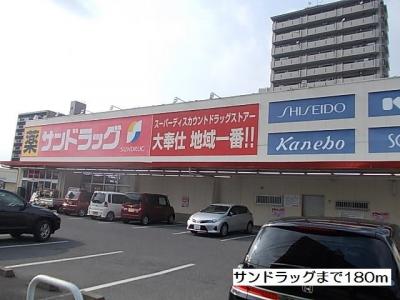 薬 サンドラッグ
SUNDRUG
スーパーディスカウントドラッグストアー
大奉仕 地域一番!!
SHISEIDO
Kanebo
サンドラッグまで180m